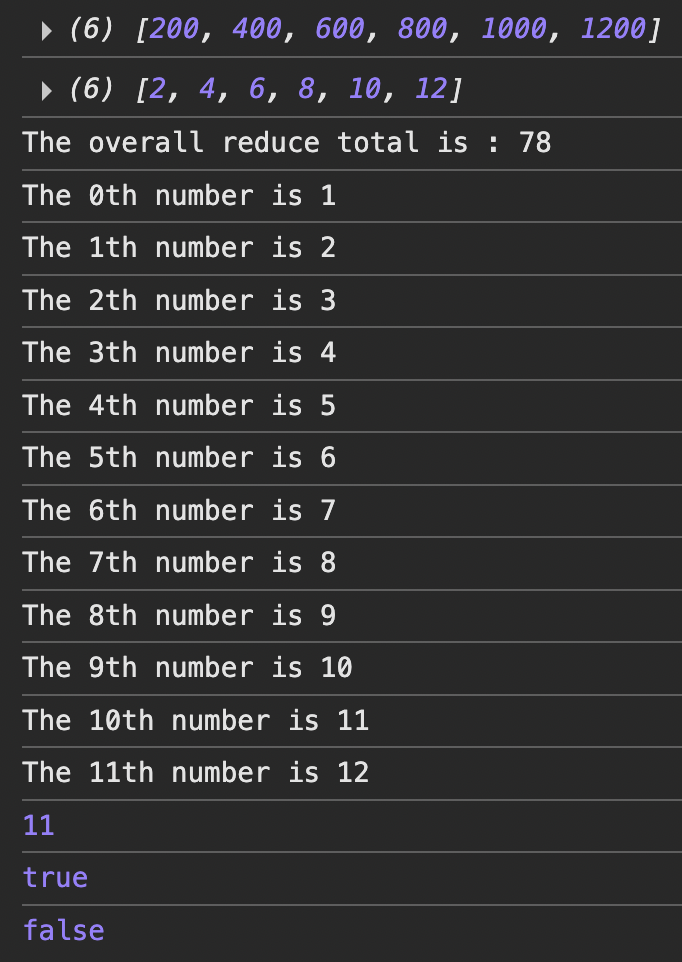 (6) [200, 400, 600, 800, 1000, 1200]
(6) [2, 4, 6, 8, 10, 12]
The overall reduce total is : 78
The 0th number is 1
The 1th number is 2
The 2th number is 3
The 3th number is 4
The 4th number is 5
The 5th number is 6
The 6th number is 7
The 7th number is 8
The 8th number is 9
The 9th number is 10
The 10th number is 11
The 11th number is 12
11
true
false